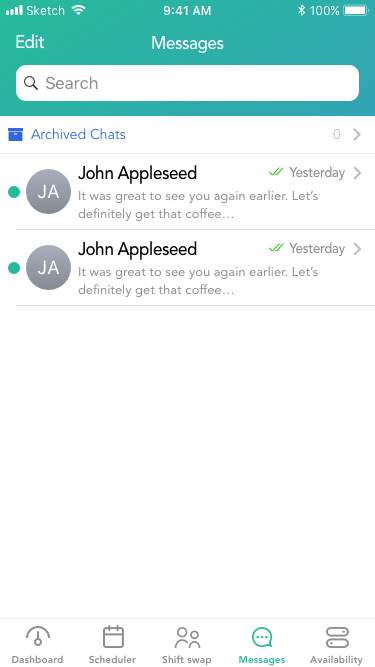 Sketch 9:41 AM 100%
Edit Messages
Search
Archived Chats 0
John Appleseed Yesterday
JA
It was great to see you again earlier. Let’s
definitely get that coffee…
John Appleseed Yesterday
JA
It was great to see you again earlier. Let’s
definitely get that coffee…
Dashboard Scheduler Shift swap Messages Availability